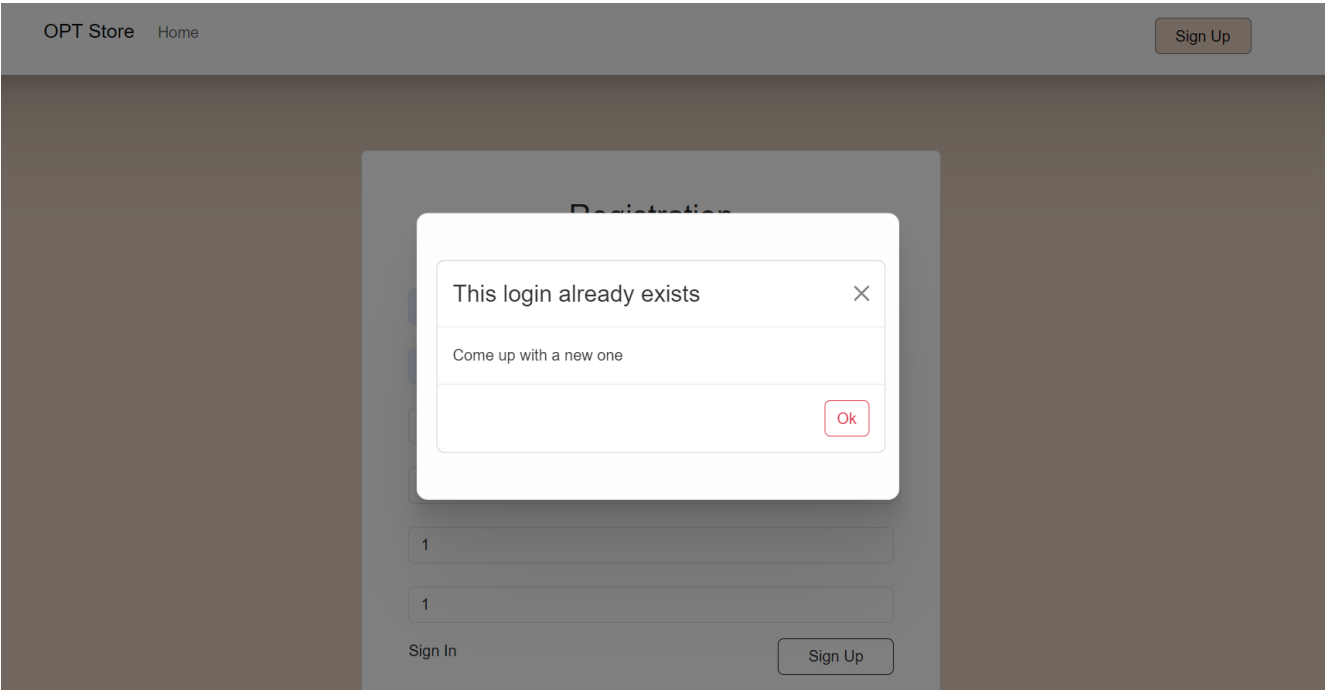 OPT Store Home Sign Up
Registration
This login already exists
Come up with a new one
Ok
1
1
Sign In Sign Up